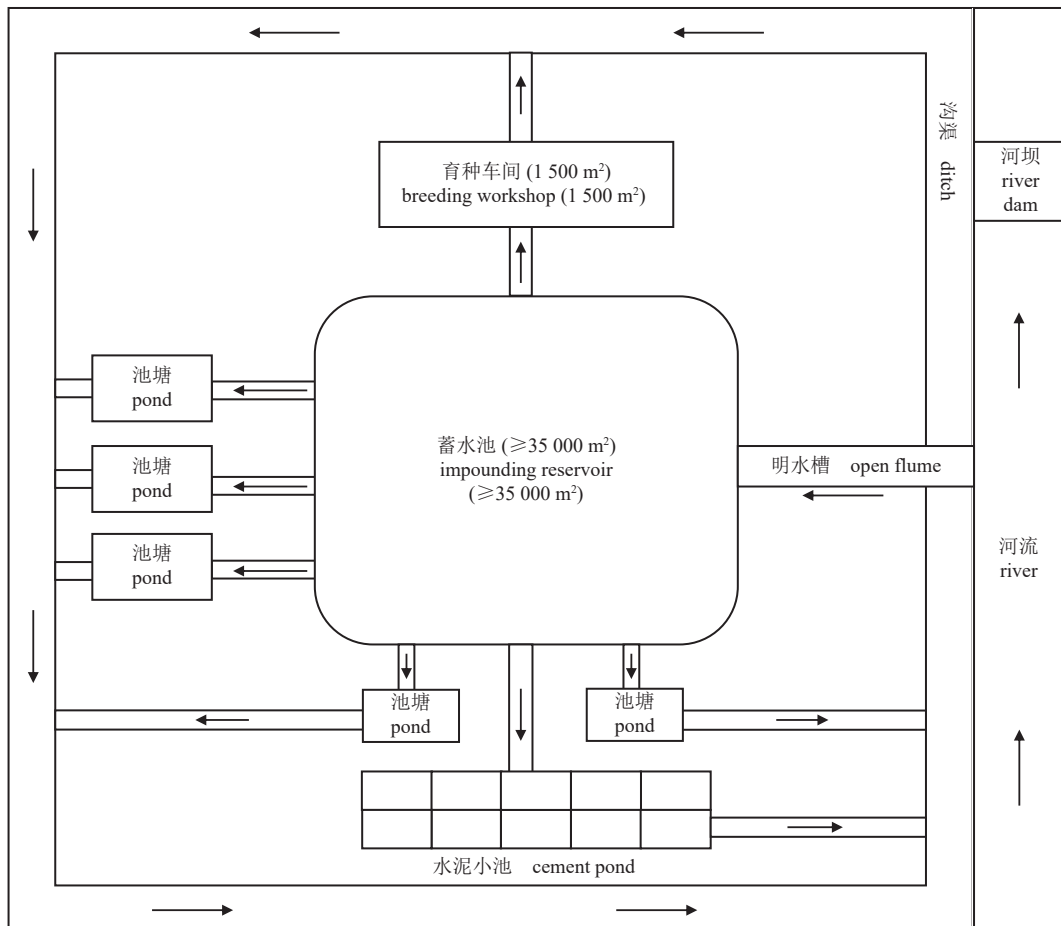 育种车间 (1 500 m²)
breeding workshop (1 500 m²)
沟渠 ditch
河坝
river
dam
池塘
pond
池塘
pond
池塘
pond
蓄水池 (≥35 000 m²)
impounding reservoir
(≥35 000 m²)
明水槽 open flume
河流
river
池塘
pond
池塘
pond
水泥小池 cement pond